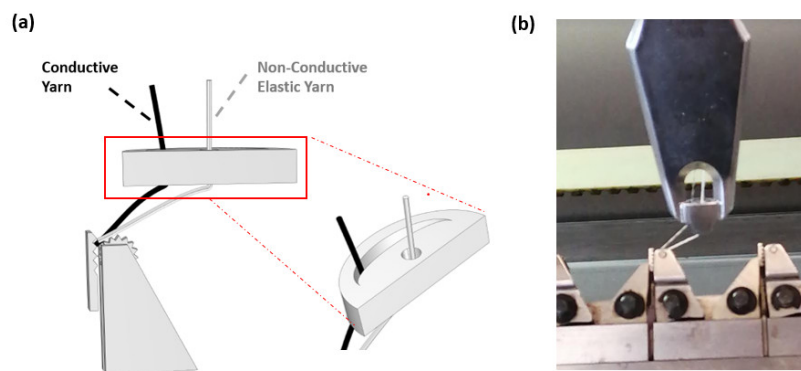 (a)
(b)
Conductive
Yarn
Non-Conductive
Elastic Yarn